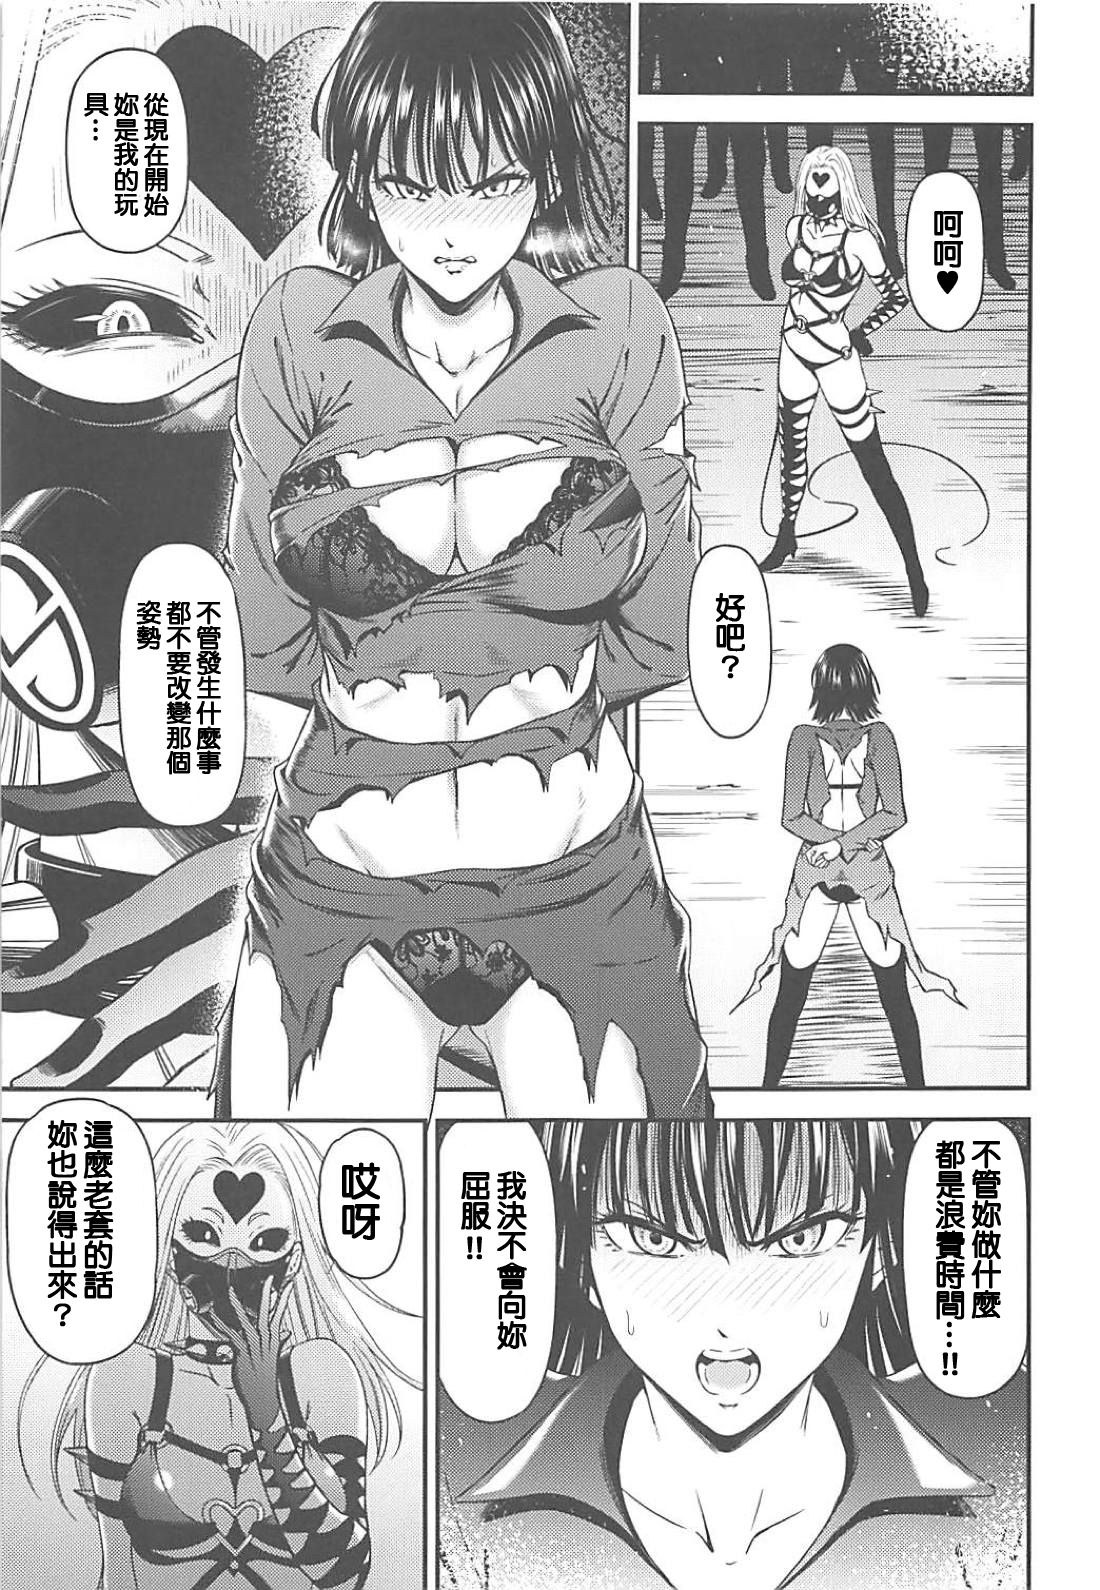 呵呵♥
好吧？
從現在開始
妳是我的玩
具…
不管發生什麼事
都不要改變那個
姿勢
不管妳做什麼
都是浪費時間…!!
我決不會向妳
屈服!!
哎呀
這麼老套的話
妳也說得出來？